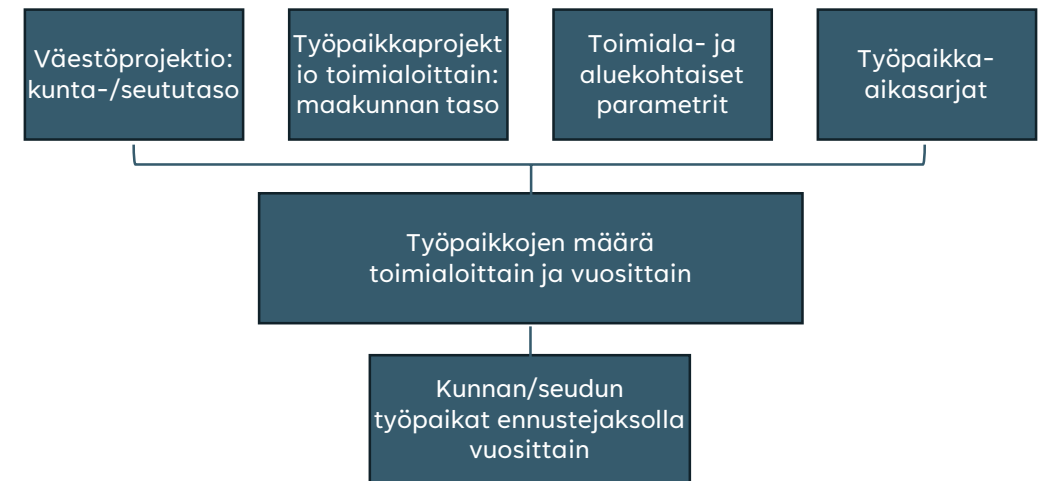 Väestöprojektio:
kunta-/seututaso
Työpaikkaprojekt
io toimialoittain:
maakunnan taso
Toimiala- ja
aluekohtaiset
parametrit
Työpaikka-
aikasarjat
Työpaikkojen määrä
toimialoittain ja vuosittain
Kunnan/seudun
työpaikat ennustejaksolla
vuosittain